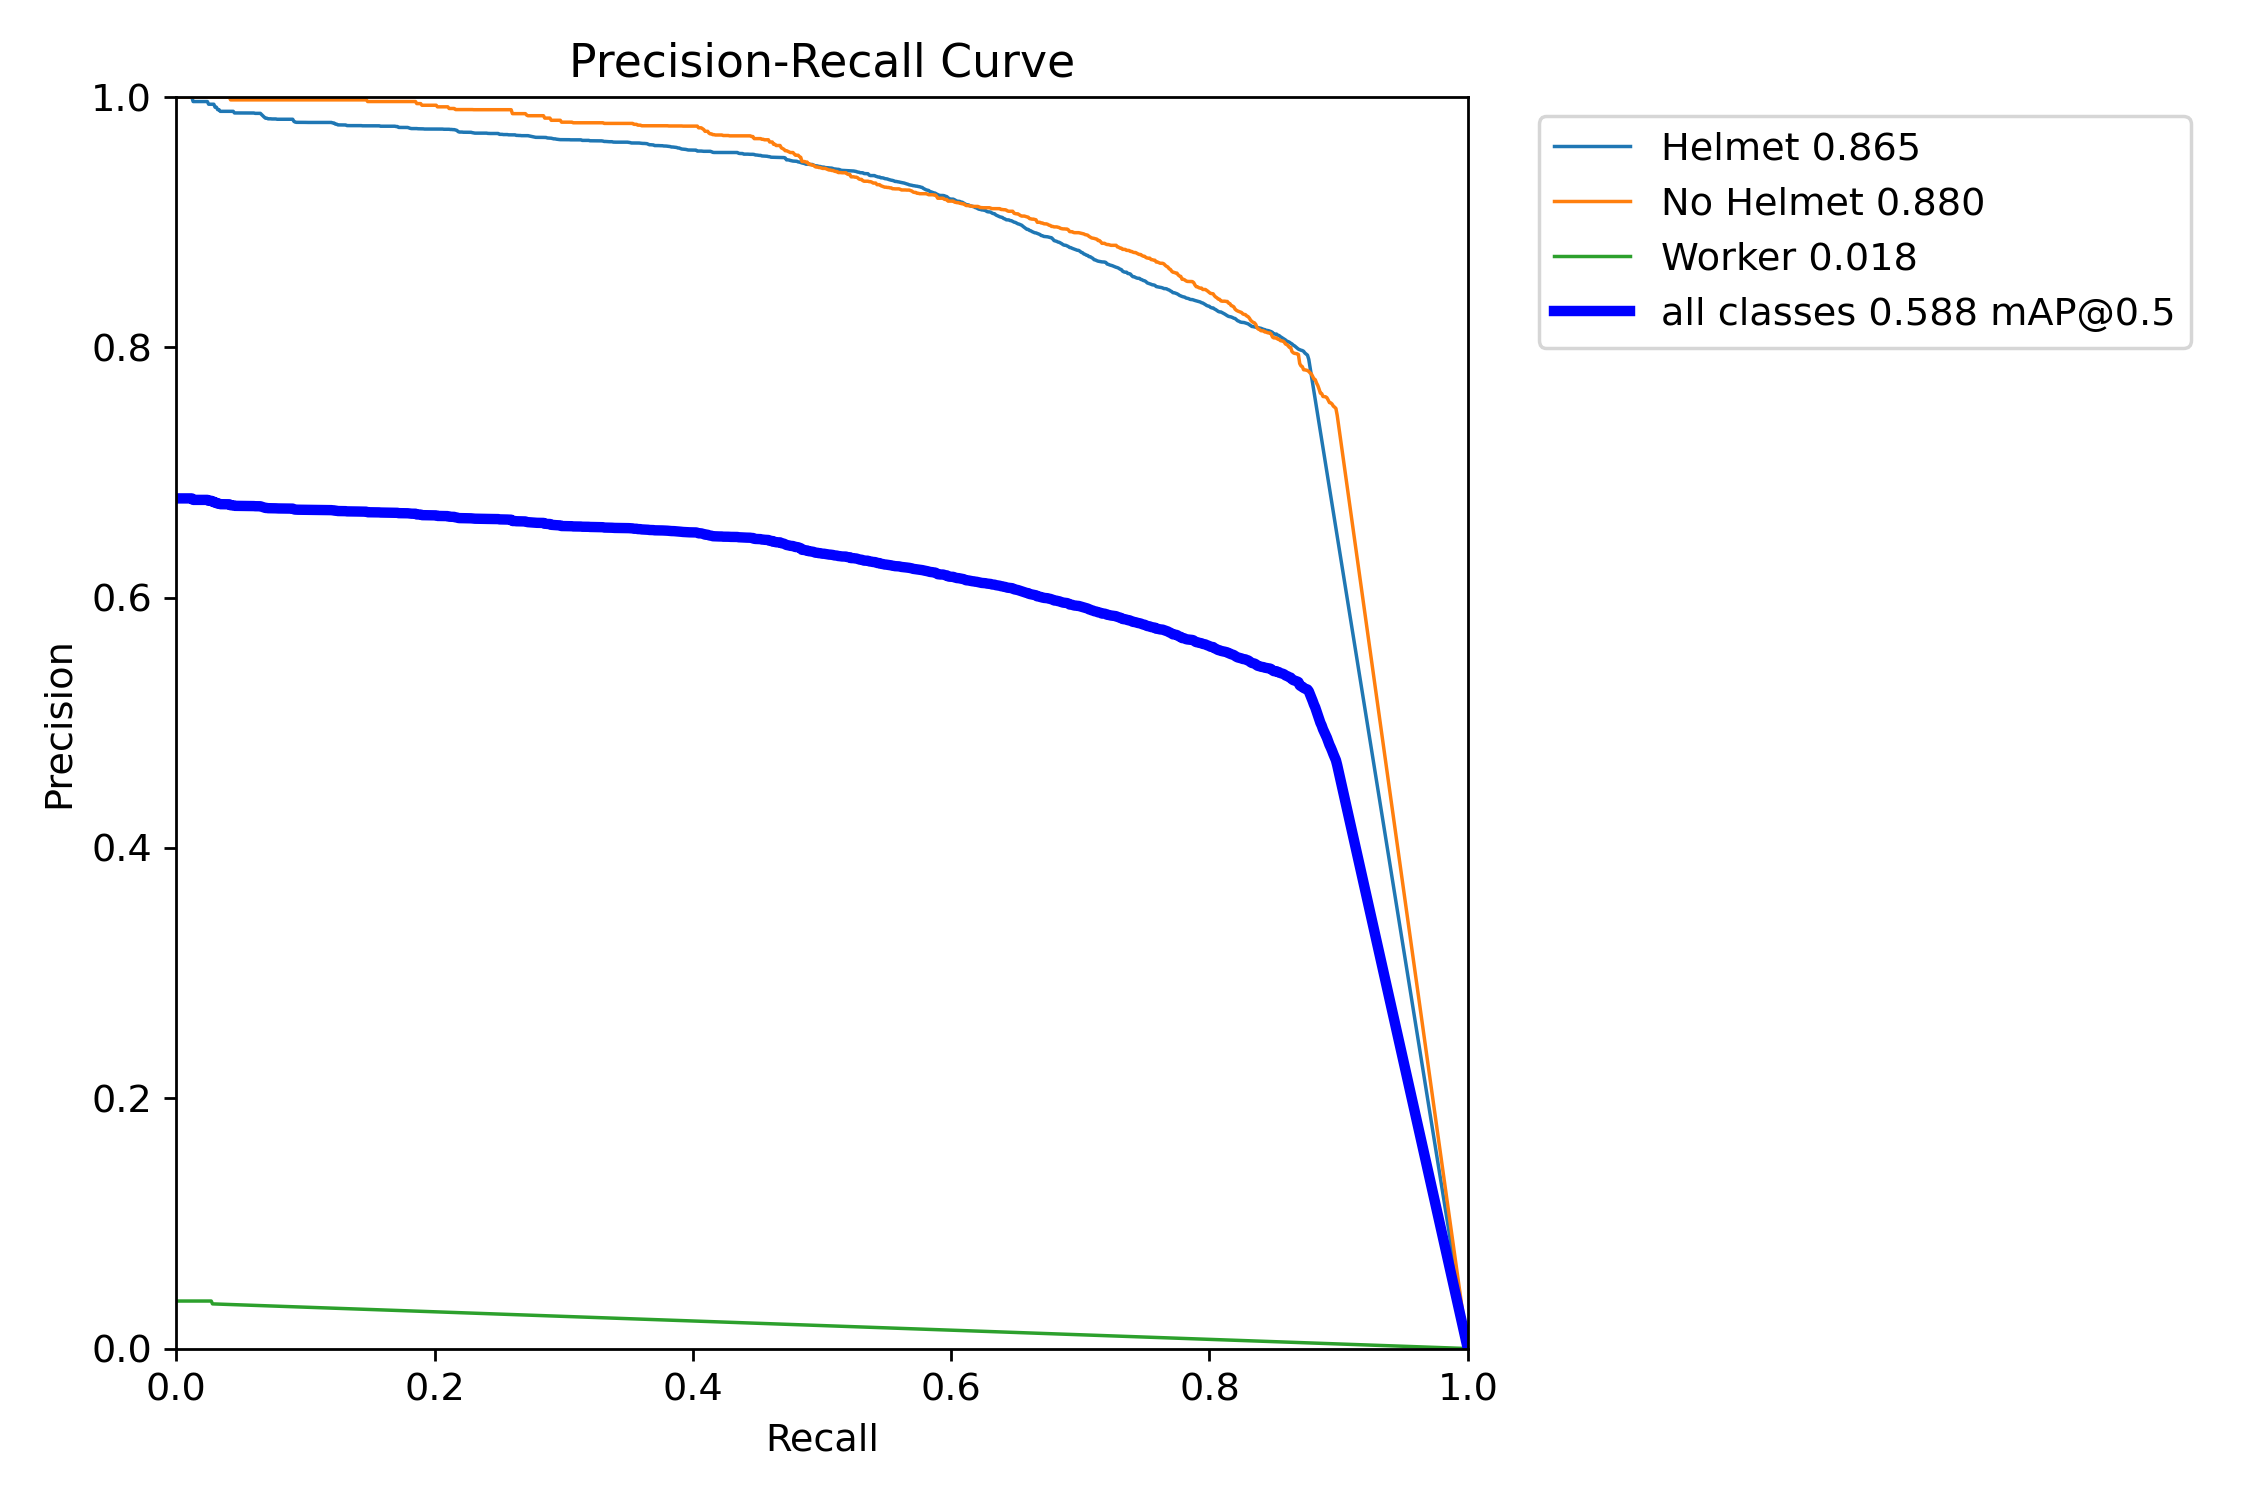 Precision-Recall Curve
Helmet 0.865
No Helmet 0.880
Worker 0.018
all classes 0.588 mAP@0.5
1.0
0.8
0.6
0.4
0.2
0.0
Precision
0.0 0.2 0.4 0.6 0.8 1.0
Recall